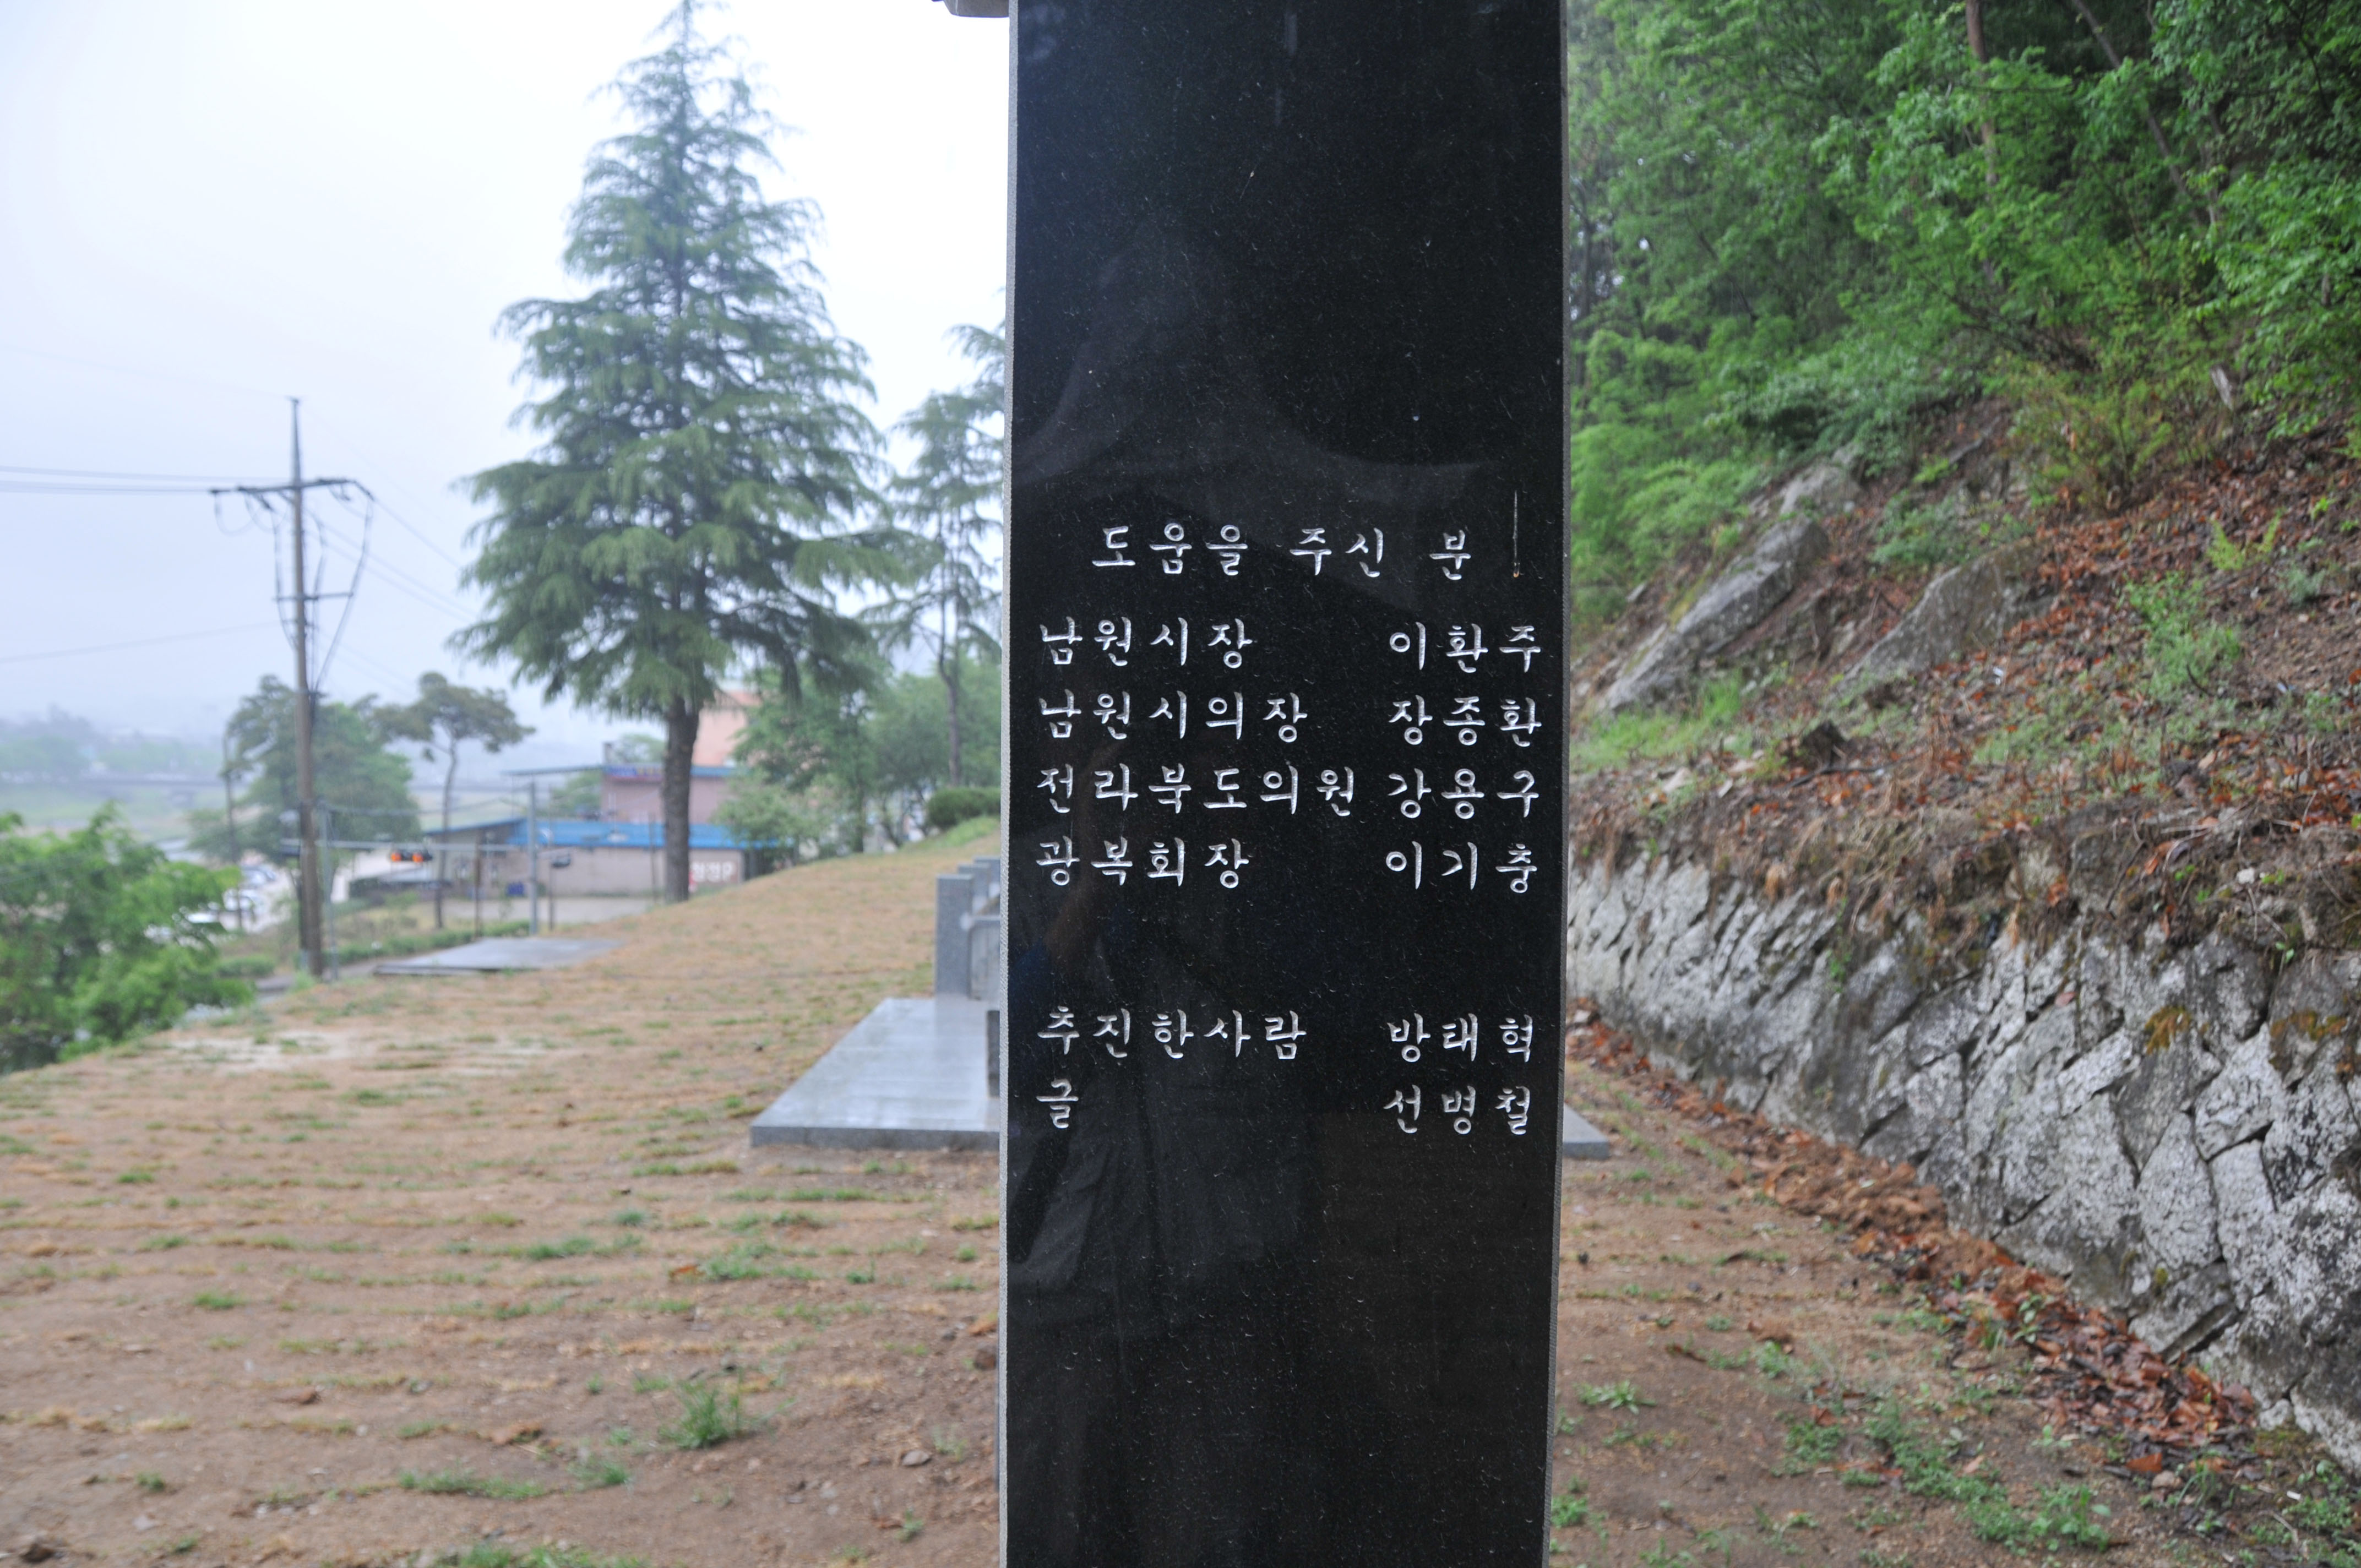 도움을 주신 분
남원시장 이환주
남원시의장 장종환
전라북도의원 강용구
광복회장 이기충
추진한사람 방태혁
글 선병철